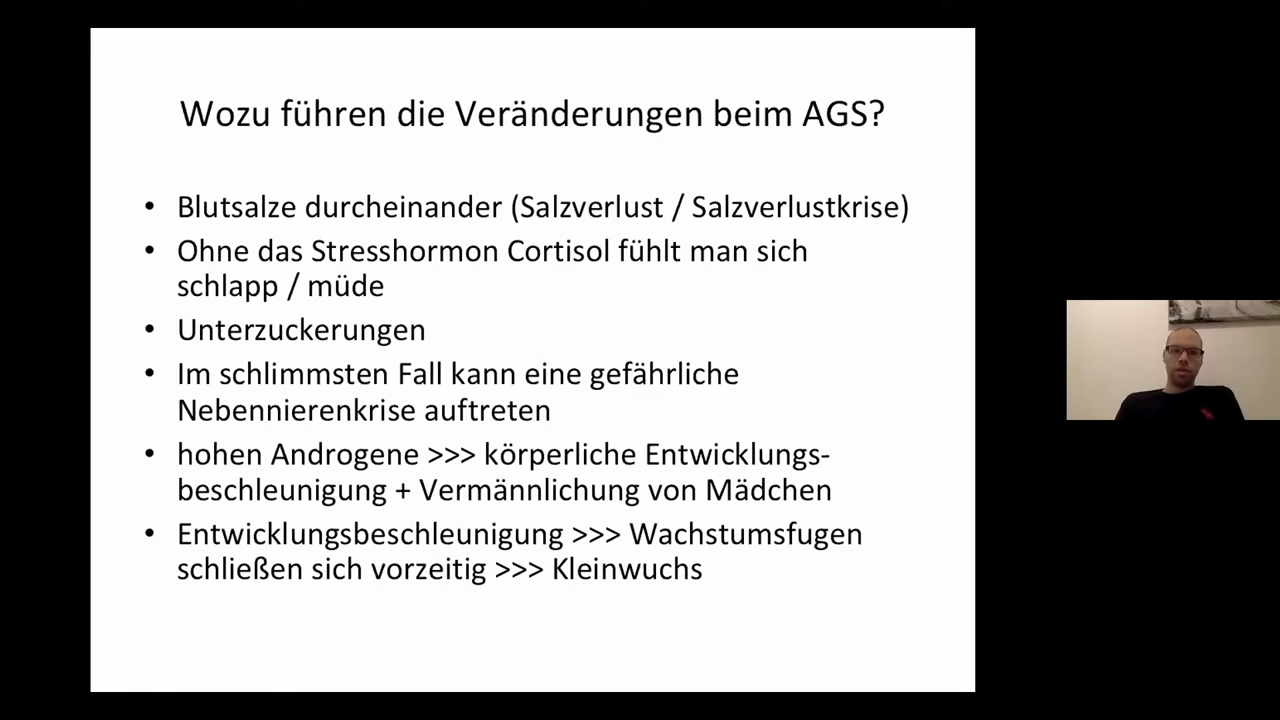 Wozu führen die Veränderungen beim AGS?
• Blutsalze durcheinander (Salzverlust / Salzverlustkrise)
• Ohne das Stresshormon Cortisol fühlt man sich
schlapp / müde
• Unterzuckerungen
• Im schlimmsten Fall kann eine gefährliche
Nebennierenkrise auftreten
• hohen Androgene >>> körperliche Entwicklungs-
beschleunigung + Vermännlichung von Mädchen
• Entwicklungsbeschleunigung >>> Wachstumsfugen
schließen sich vorzeitig >>> Kleinwuchs